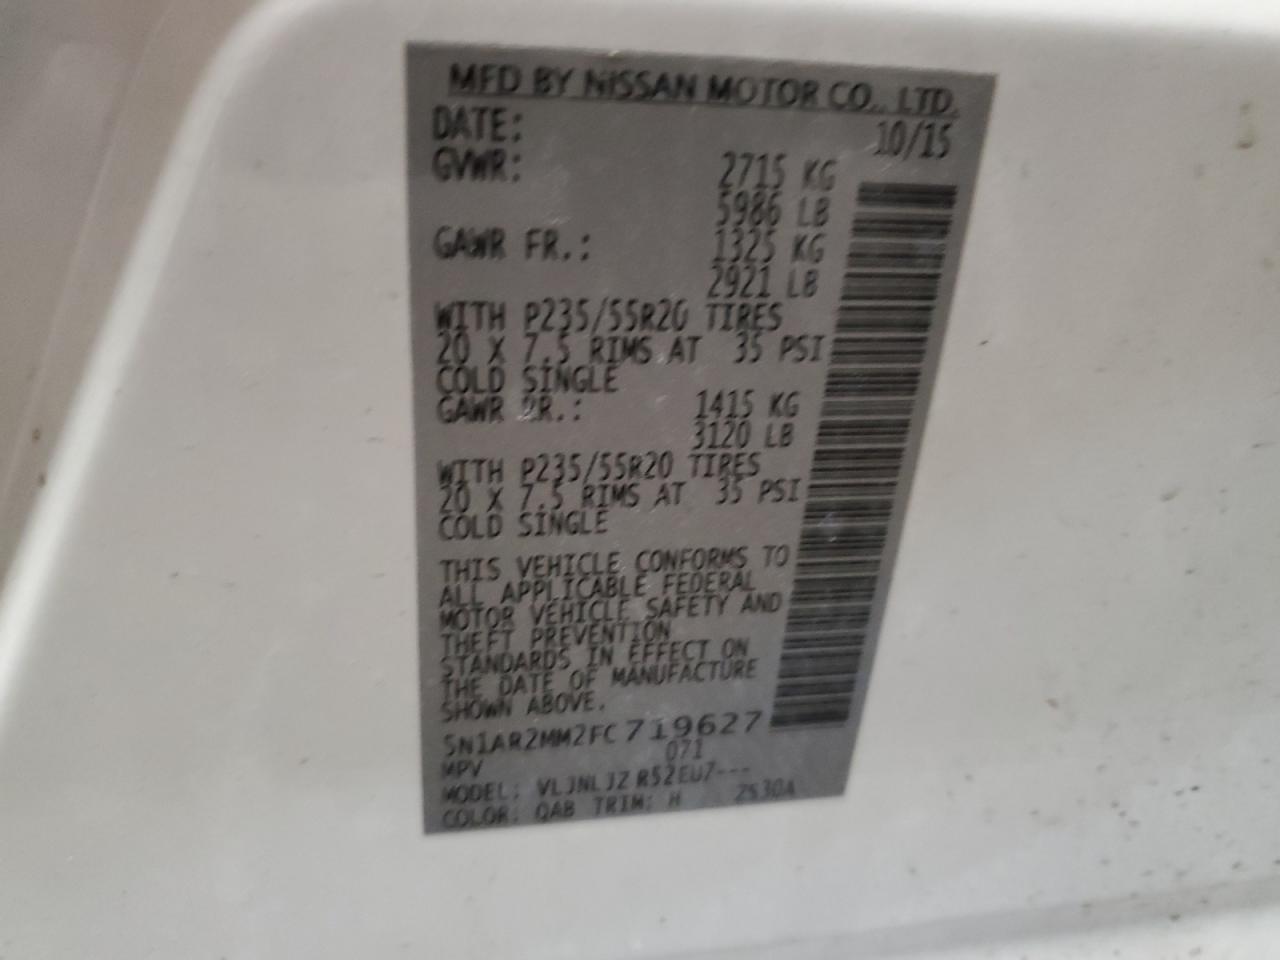 MFD BY NISSAN MOTOR CO., LTD.
DATE: 10/15
GVWR: 2715 KG
5986 LB
GAWR FR.: 1325 KG
2921 LB
WITH P235/55R20 TIRES
20 X 7.5 RIMS AT 35 PSI
COLD SINGLE
GAWR RR.: 1415 KG
3120 LB
WITH P235/55R20 TIRES
20 X 7.5 RIMS AT 35 PSI
COLD SINGLE
THIS VEHICLE CONFORMS TO
ALL APPLICABLE FEDERAL
MOTOR VEHICLE SAFETY AND
THEFT PREVENTION
STANDARDS IN EFFECT ON
THE DATE OF MANUFACTURE
SHOWN ABOVE.
5N1AR2MM2FC719627
MPV 071
MODEL:
COLOR: QAB TRIM: H